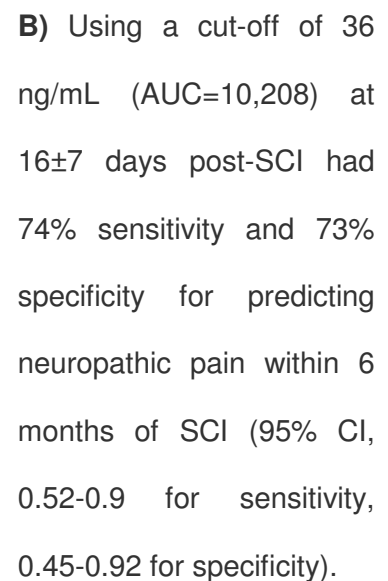 B) Using a cut-off of 36
ng/mL (AUC=10,208) at
16±7 days post-SCI had
74% sensitivity and 73%
specificity for predicting
neuropathic pain within 6
months of SCI (95% CI,
0.52-0.9 for sensitivity,
0.45-0.92 for specificity).